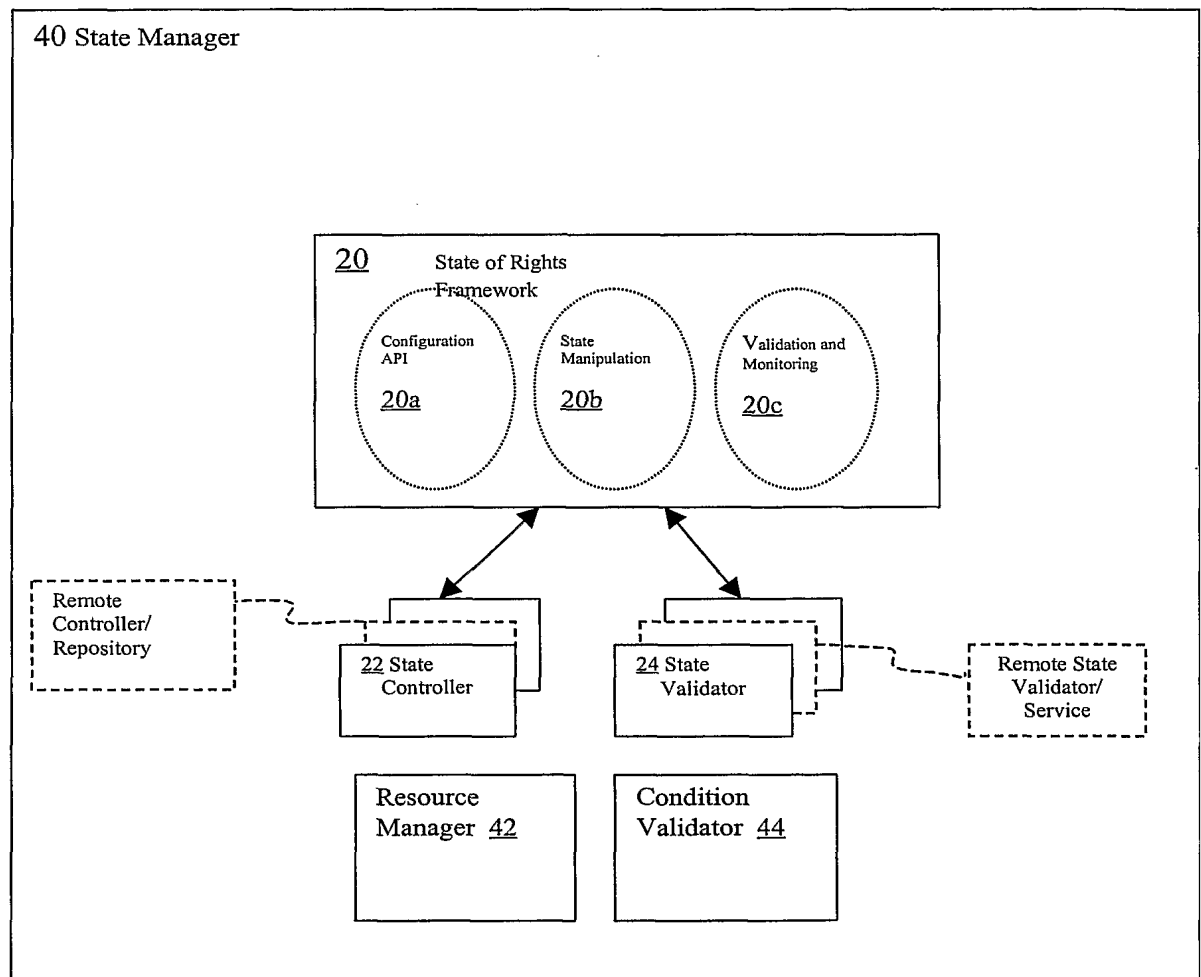 40 State Manager
20 State of Rights
Framework
Configuration
API
20a
State
Manipulation
20b
Validation and
Monitoring
20c
Remote
Controller/
Repository
22 State
Controller
24 State
Validator
Remote State
Validator/
Service
Resource
Manager 42
Condition
Validator 44